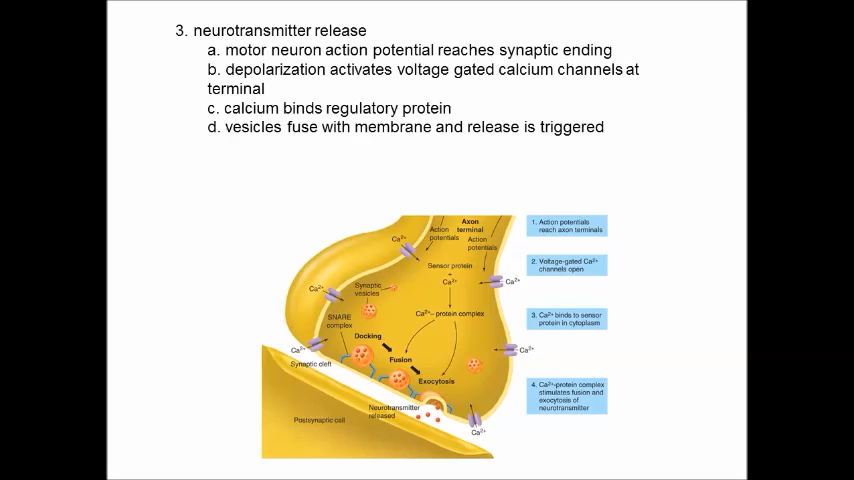 3. neurotransmitter release
a. motor neuron action potential reaches synaptic ending
b. depolarization activates voltage gated calcium channels at
terminal
c. calcium binds regulatory protein
d. vesicles fuse with membrane and release is triggered
Axon
terminal
Action
potentials
Action
potentials
Ca²⁺
1. Action potentials
reach axon terminals
Sensor protein
+
Ca²⁺
Ca²⁺
2. Voltage-gated Ca²⁺
channels open
Ca²⁺
Synaptic
vesicles
SNARE
complex
Ca²⁺– protein complex
3. Ca²⁺ binds to sensor
protein in cytoplasm
Docking
Ca²⁺
Ca²⁺
Fusion
Synaptic cleft
Exocytosis
4. Ca²⁺-protein complex
stimulates fusion and
exocytosis of
neurotransmitter
Neurotransmitter
released
Postsynaptic cell
Ca²⁺